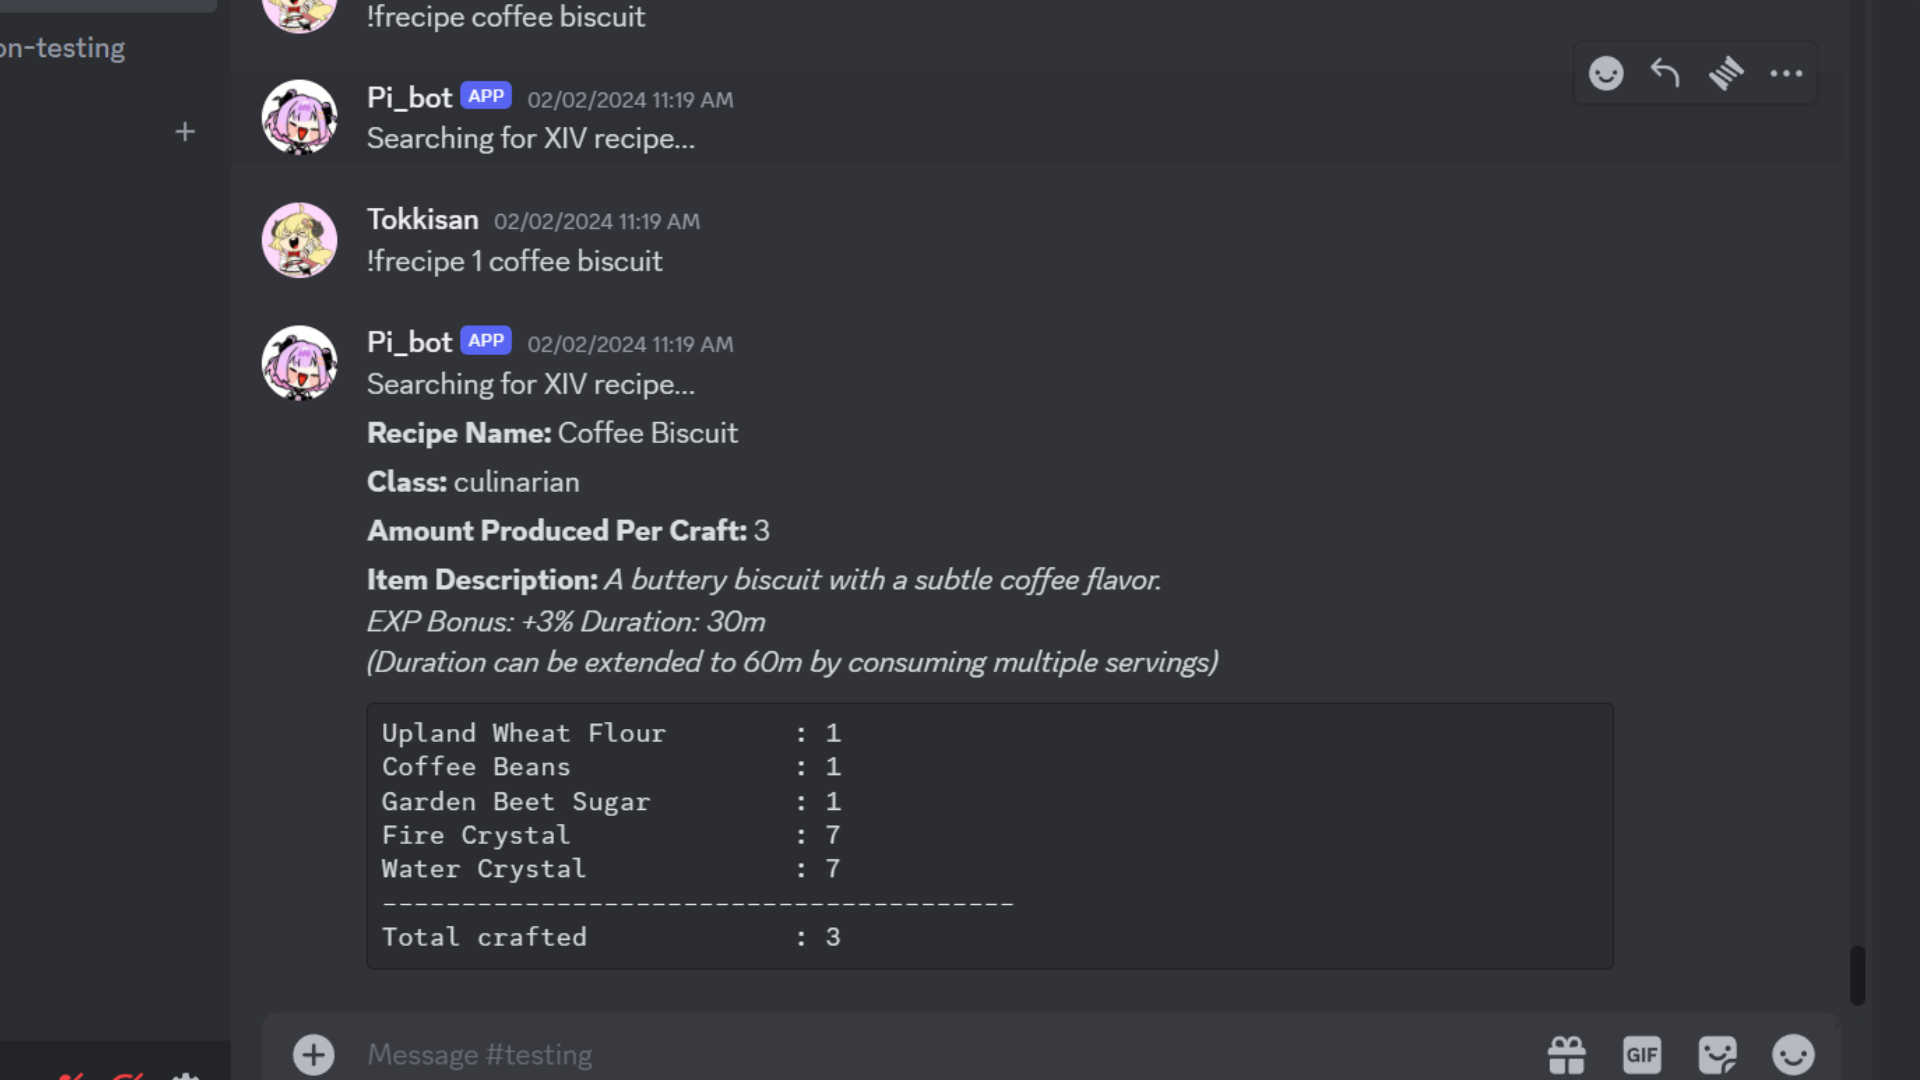 !frecipe coffee biscuit
on-testing
Pi_bot APP 02/02/2024 11:19 AM
Searching for XIV recipe...
Tokkisan 02/02/2024 11:19 AM
!frecipe 1 coffee biscuit
Pi_bot APP 02/02/2024 11:19 AM
Searching for XIV recipe...
Recipe Name: Coffee Biscuit
Class: culinarian
Amount Produced Per Craft: 3
Item Description: A buttery biscuit with a subtle coffee flavor.
EXP Bonus: +3% Duration: 30m
(Duration can be extended to 60m by consuming multiple servings)
Upland Wheat Flour : 1
Coffee Beans : 1
Garden Beet Sugar : 1
Fire Crystal : 7
Water Crystal : 7
----------------------------------------
Total crafted : 3
Message #testing
GIF